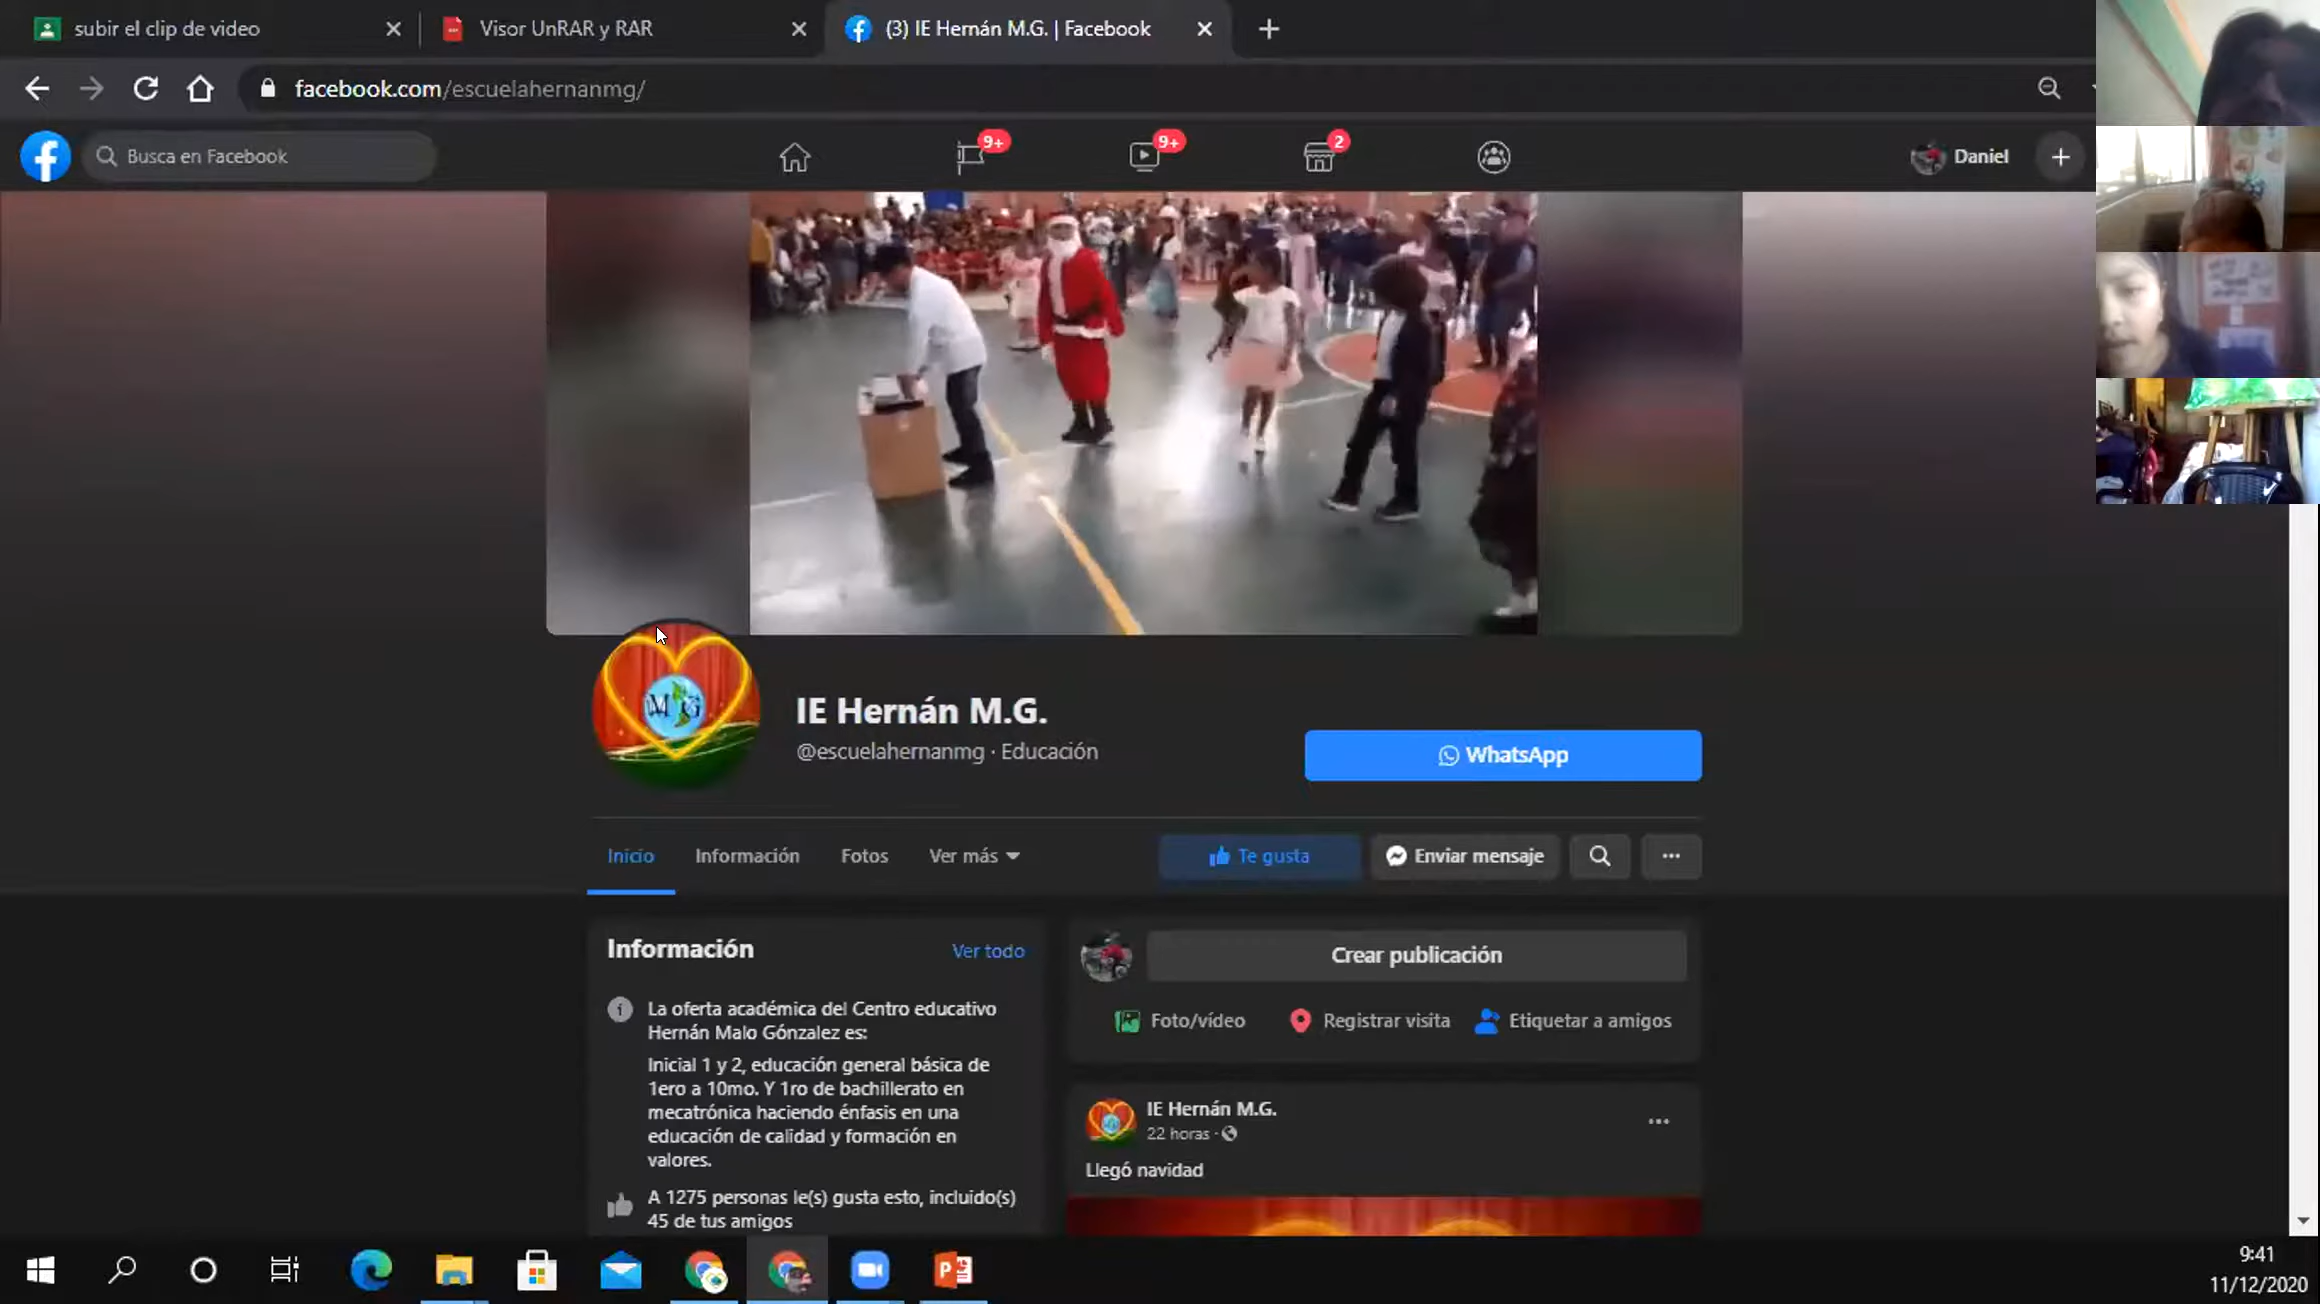 subir el clip de video
Visor UnRAR y RAR
(3) IE Hernán M.G. | Facebook
facebook.com/escuelahernanmg/
Busca en Facebook
9+
9+
2
Daniel
IE Hernán M.G.
@escuelahernanmg · Educación
WhatsApp
Inicio
Información
Fotos
Ver más
Te gusta
Enviar mensaje
Información
Ver todo
La oferta académica del Centro educativo
Hernán Malo Gónzalez es:
Inicial 1 y 2, educación general básica de
1ero a 10mo. Y 1ro de bachillerato en
mecatrónica haciendo énfasis en una
educación de calidad y formación en
valores.
A 1275 personas le(s) gusta esto, incluido(s)
45 de tus amigos
Crear publicación
Foto/vídeo
Registrar visita
Etiquetar a amigos
IE Hernán M.G.
22 horas ·
Llegó navidad
MG
9:41
11/12/2020